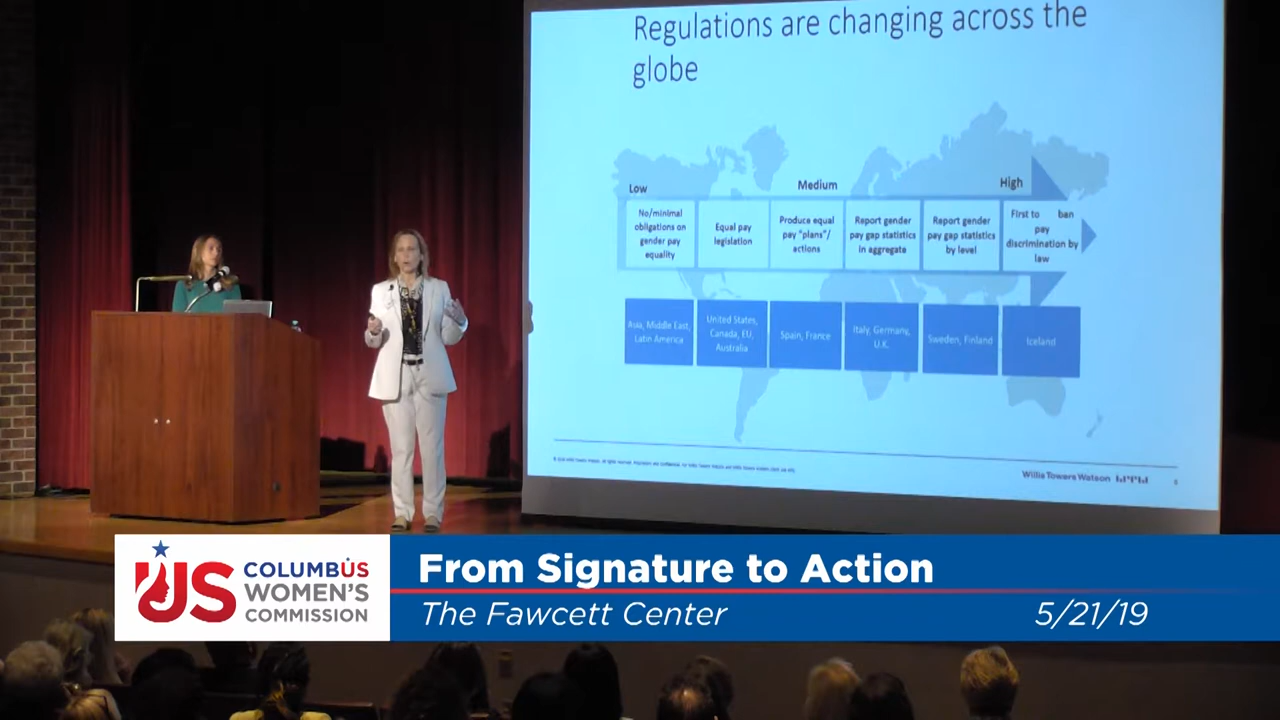 Regulations are changing across the
globe
Low
Medium
High
No/minimal
obligations on
gender pay
equality
Equal pay
legislation
Produce equal
pay "plans"/
actions
Report gender
pay gap statistics
in aggregate
Report gender
pay gap statistics
by level
First to ban
pay
discrimination by
law
Asia, Middle East,
Latin America
United States,
Canada, EU,
Australia
Spain, France
Italy, Germany,
U.K.
Sweden, Finland
Iceland
Willis Towers Watson
US
COLUMBUS
WOMEN'S
COMMISSION
From Signature to Action
The Fawcett Center
5/21/19